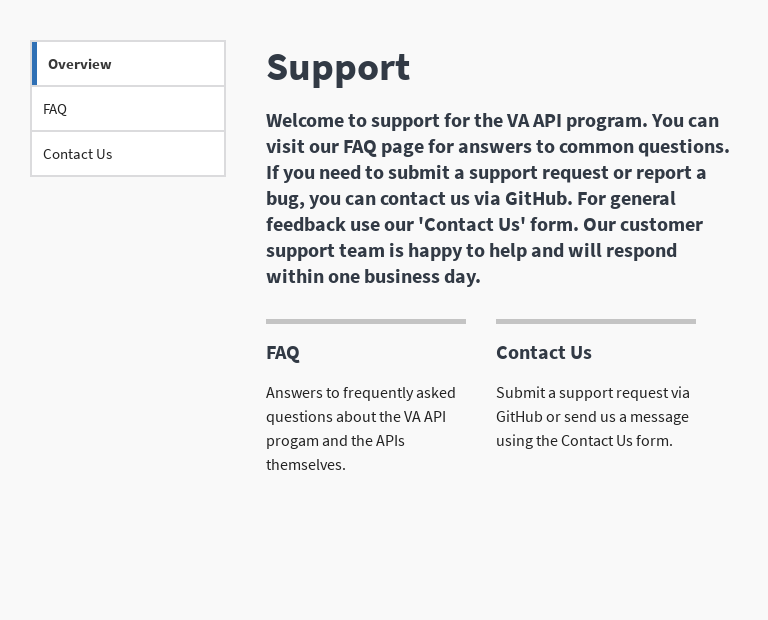 Overview
FAQ
Contact Us
Support
Welcome to support for the VA API program. You can
visit our FAQ page for answers to common questions.
If you need to submit a support request or report a
bug, you can contact us via GitHub. For general
feedback use our 'Contact Us' form. Our customer
support team is happy to help and will respond
within one business day.
FAQ
Answers to frequently asked
questions about the VA API
progam and the APIs
themselves.
Contact Us
Submit a support request via
GitHub or send us a message
using the Contact Us form.